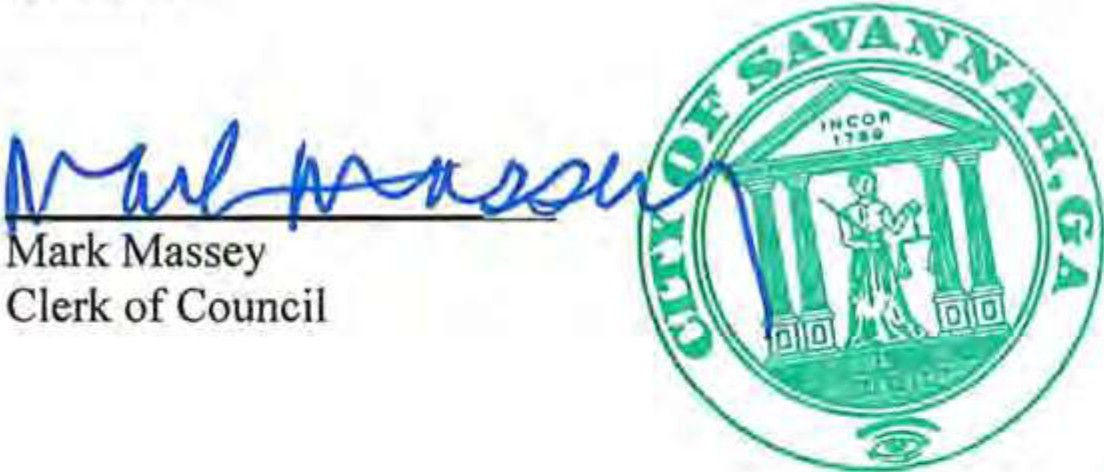 Mark Massey
Mark Massey
Clerk of Council
CITY OF SAVANNAH, GA
INCOR
1789